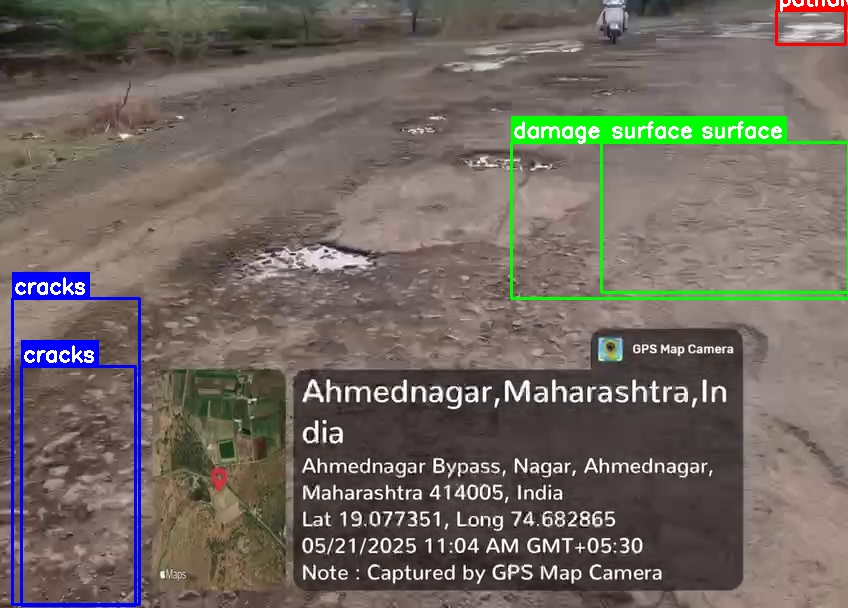 pothol
damage surface surface
cracks
cracks
GPS Map Camera
Ahmednagar,Maharashtra,In
dia
Ahmednagar Bypass, Nagar, Ahmednagar,
Maharashtra 414005, India
Lat 19.077351, Long 74.682865
05/21/2025 11:04 AM GMT+05:30
Note : Captured by GPS Map Camera
Maps